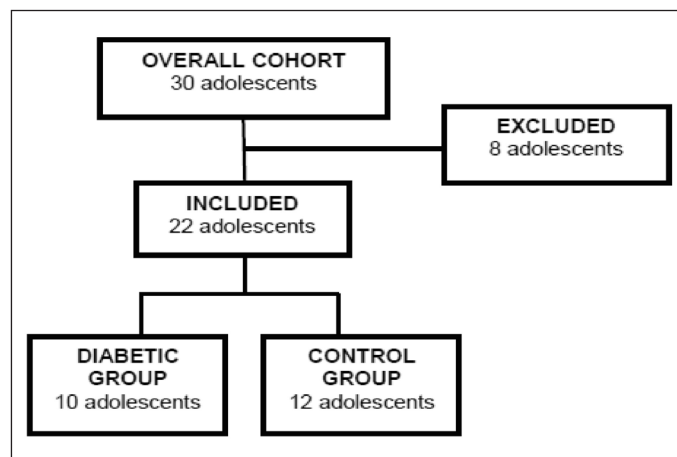 OVERALL COHORT
30 adolescents
EXCLUDED
8 adolescents
INCLUDED
22 adolescents
DIABETIC
GROUP
10 adolescents
CONTROL
GROUP
12 adolescents